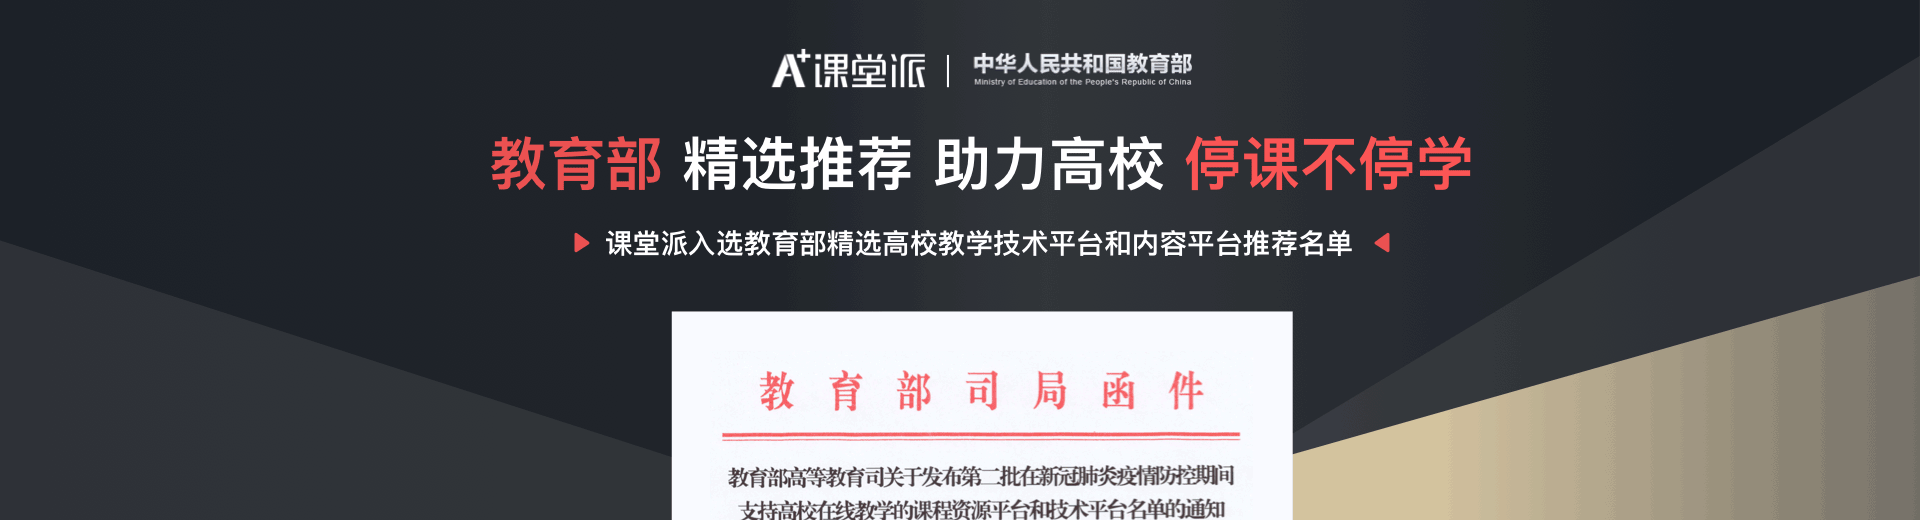 A+课堂派 | 中华人民共和国教育部
Ministry of Education of the People's Republic of China
教育部 精选推荐 助力高校 停课不停学
课堂派入选教育部精选高校教学技术平台和内容平台推荐名单
教育部司局函件
教育部高等教育司关于发布第二批在新冠肺炎疫情防控期间
支持高校在线教学的课程资源平台和技术平台名单的通知